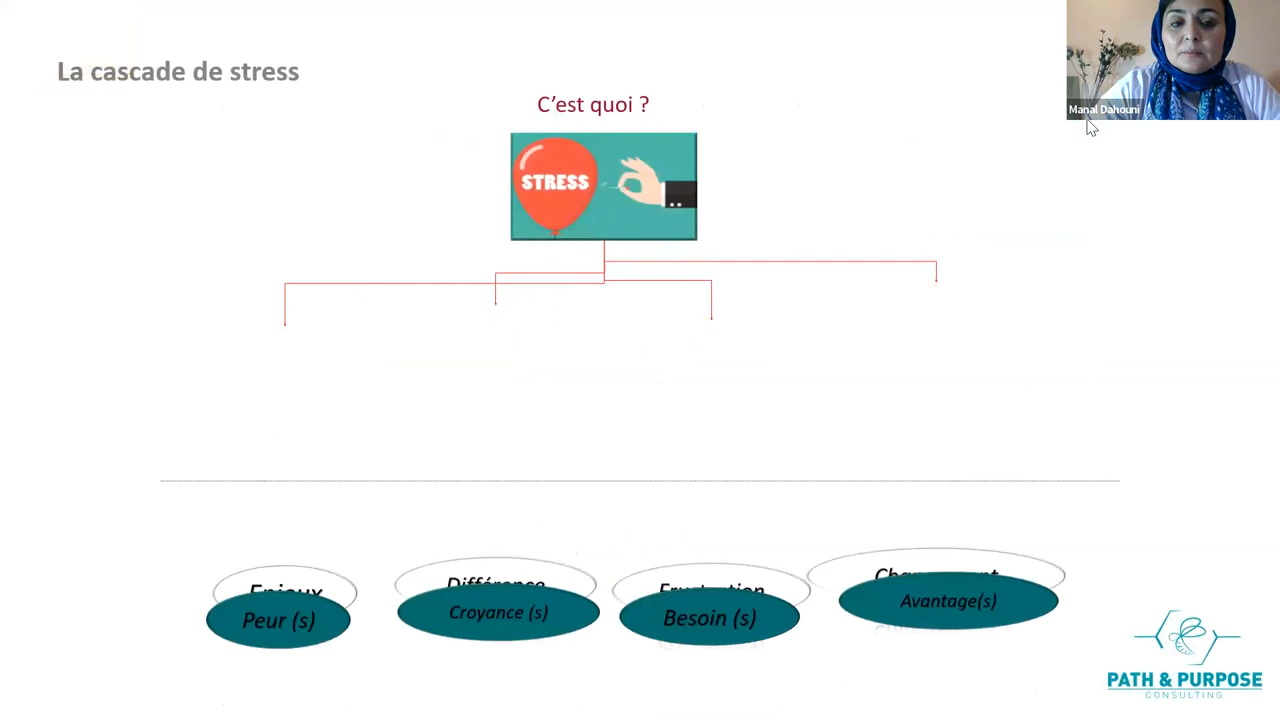 La cascade de stress
C'est quoi ?
Manal Dahouni
STRESS
Peur (s)
Croyance (s)
Besoin (s)
Avantage(s)
PATH & PURPOSE
CONSULTING